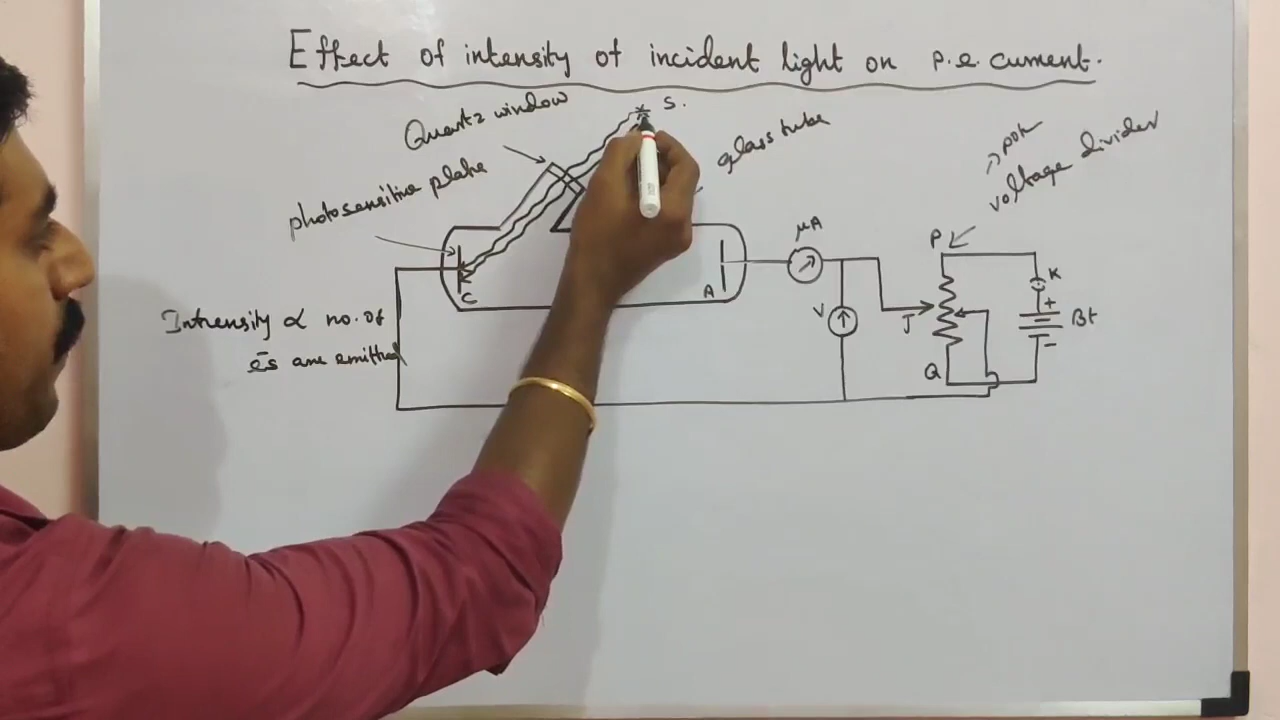 Effect of intensity of incident light on p.e. current.
Quartz window
S.
glass tube
photosensitive plate
pot
voltage divider
μA
P
K
C
A
V
J
+
Bt
-
Q
Intensity α no. of
ēs are emitted